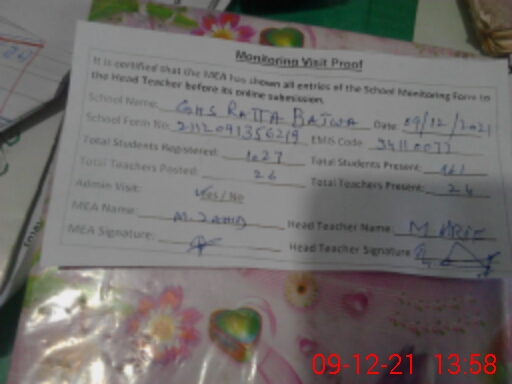 Monitoring Visit Proof
It is certified that the MEA has shown all entries of the School Monitoring Form to
the Head Teacher before its online submission.
School Name: GGHS RATTA BAJWA Date: 09/12/2021
School Form No: EMIS Code: 34110077
Total Students Registered: 1027 Total Students Present:
Total Teachers Posted: 26 Total Teachers Present: 24
Admin Visit: Yes / No
MEA Name: M. ZAHID Head Teacher Name: M
MEA Signature: Head Teacher Signature
09-12-21 13:58